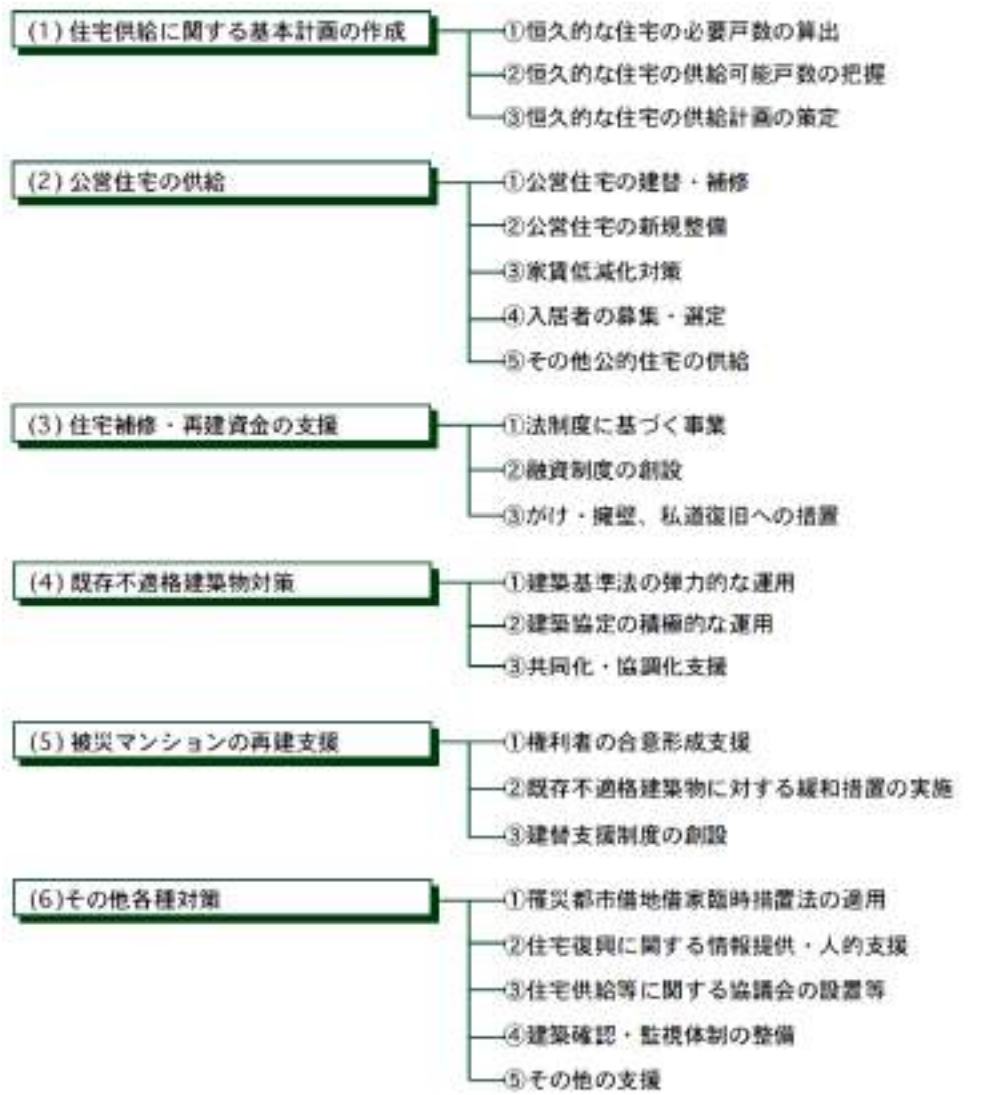 (1)住宅供給に関する基本計画の作成
①恒久的な住宅の必要戸数の算出
②恒久的な住宅の供給可能戸数の把握
③恒久的な住宅の供給計画の策定
(2)公営住宅の供給
①公営住宅の建替・補修
②公営住宅の新規整備
③家賃低減化対策
④入居者の募集・選定
⑤その他公的住宅の供給
(3)住宅補修・再建資金の支援
①法制度に基づく事業
②融資制度の創設
③がけ・擁壁、私道復旧への措置
(4)既存不適格建築物対策
①建築基準法の弾力的な運用
②建築協定の積極的な運用
③共同化・協調化支援
(5)被災マンションの再建支援
①権利者の合意形成支援
②既存不適格建築物に対する緩和措置の実施
③建替支援制度の創設
(6)その他各種対策
①罹災都市借地借家臨時措置法の適用
②住宅復興に関する情報提供・人的支援
③住宅供給等に関する協議会の設置等
④建築確認・監視体制の整備
⑤その他の支援